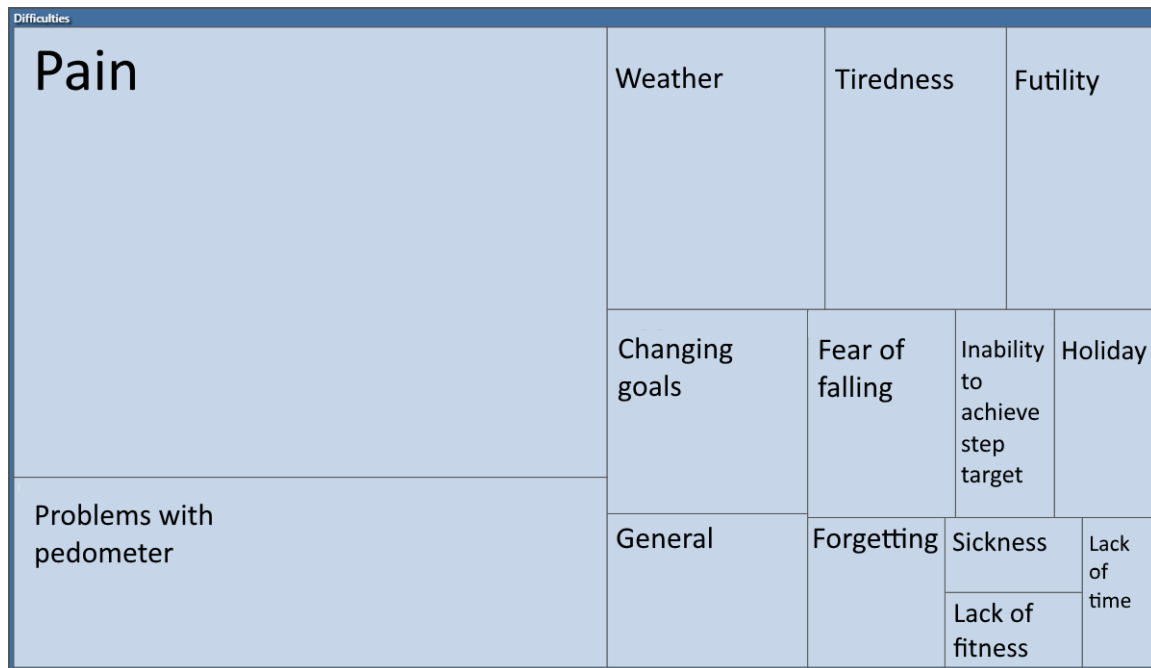 Difficulties
Pain
Weather
Tiredness
Futility
Changing
goals
Fear of
falling
Inability
to
achieve
step
target
Holiday
Problems with
pedometer
General
Forgetting
Sickness
Lack of
fitness
Lack
of
time